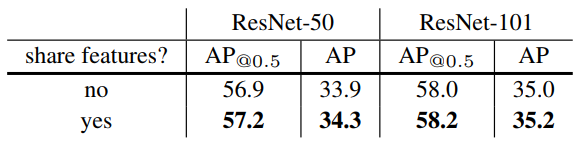 ResNet-50 ResNet-101
share features? AP@0.5 AP AP@0.5 AP
no 56.9 33.9 58.0 35.0
yes 57.2 34.3 58.2 35.2